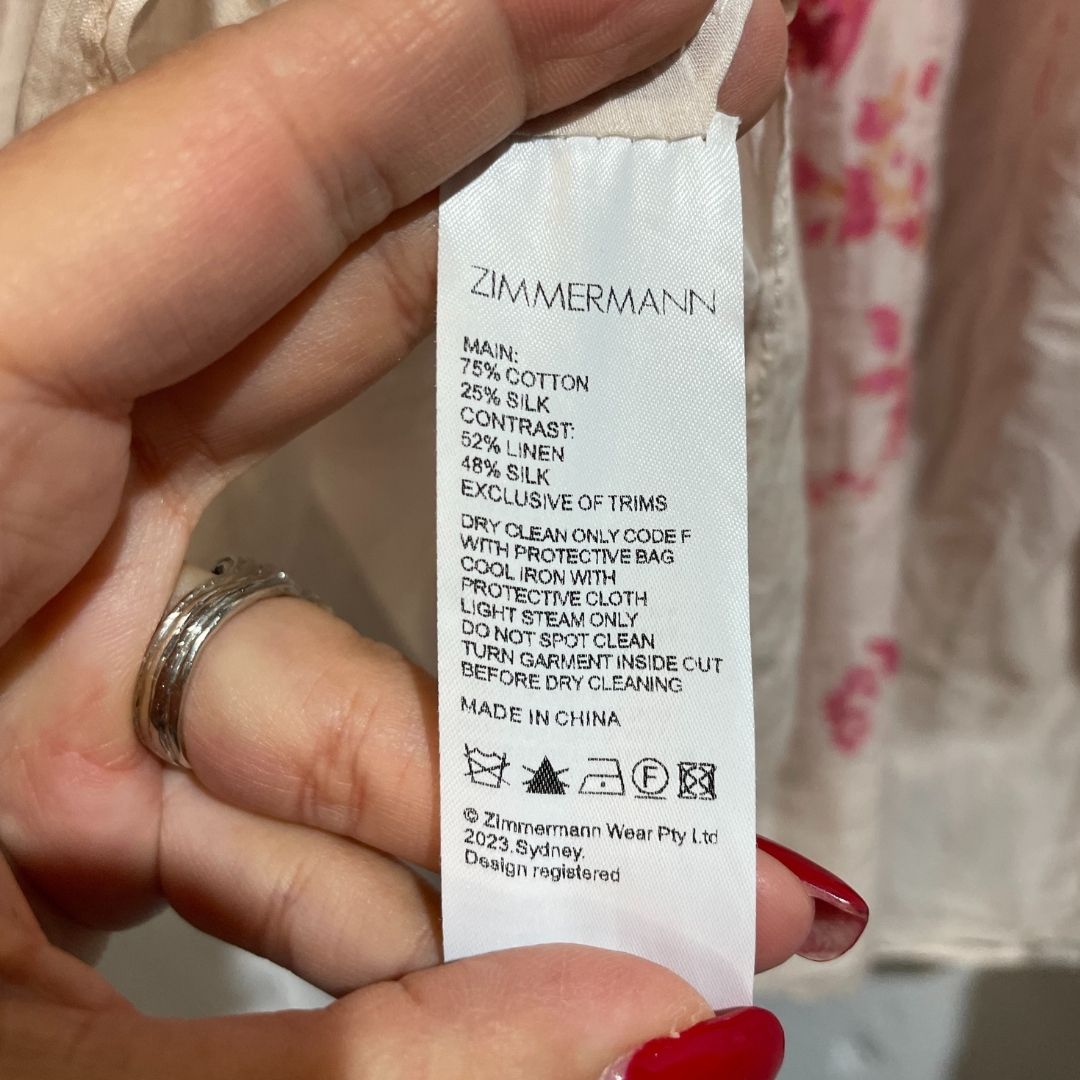 ZIMMERMANN
MAIN:
75% COTTON
25% SILK
CONTRAST:
52% LINEN
48% SILK
EXCLUSIVE OF TRIMS
DRY CLEAN ONLY CODE F
WITH PROTECTIVE BAG
COOL IRON WITH
PROTECTIVE CLOTH
LIGHT STEAM ONLY
DO NOT SPOT CLEAN
TURN GARMENT INSIDE OUT
BEFORE DRY CLEANING
MADE IN CHINA
F
© Zimmermann Wear Pty Ltd
2023.Sydney.
Design registered